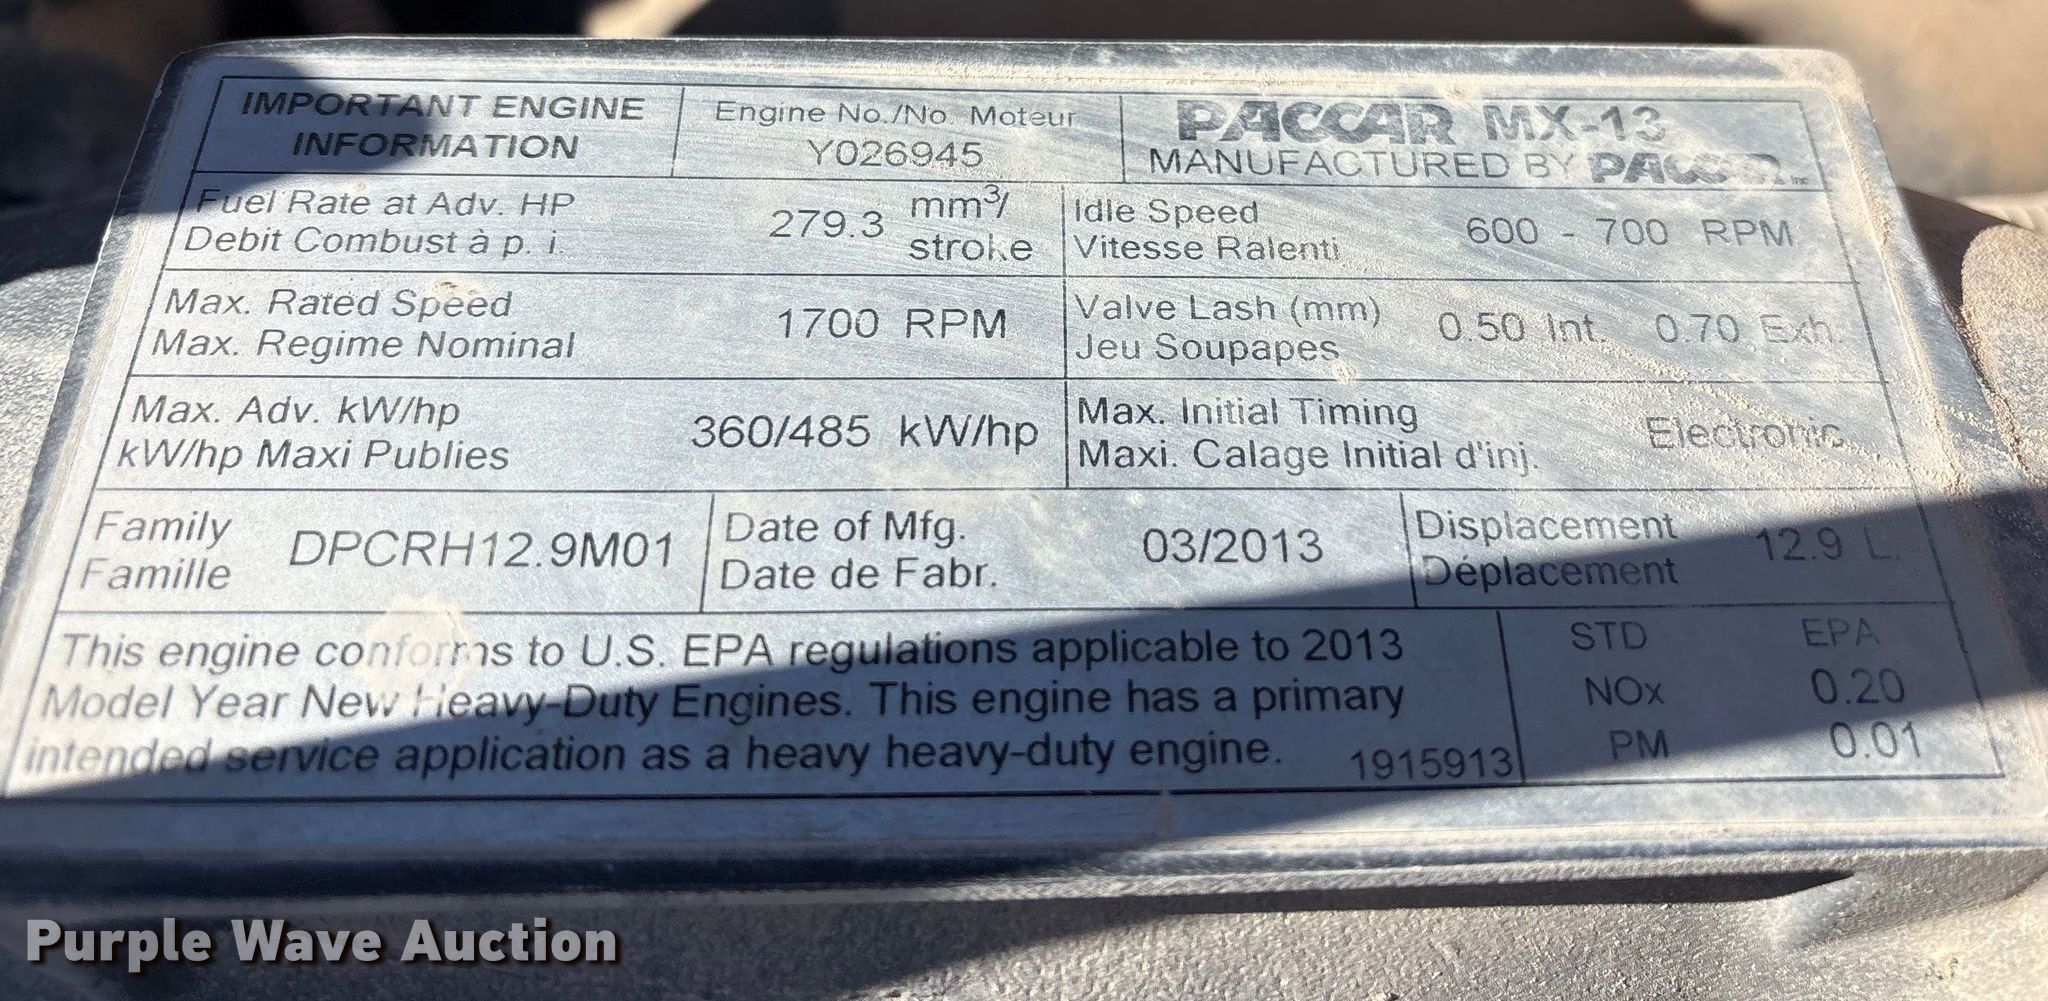 IMPORTANT ENGINE
INFORMATION
Engine No./No. Moteur
Y026945
PACCAR MX-13
MANUFACTURED BY PACCAR Inc
Fuel Rate at Adv. HP
Debit Combust à p. i.
279.3 mm³/
stroke
Idle Speed
Vitesse Ralenti
600 - 700 RPM
Max. Rated Speed
Max. Regime Nominal
1700 RPM
Valve Lash (mm)
Jeu Soupapes
0.50 Int. 0.70 Exh.
Max. Adv. kW/hp
kW/hp Maxi Publies
360/485 kW/hp
Max. Initial Timing
Maxi. Calage Initial d'inj.
Electronic
Family
Famille
DPCRH12.9M01
Date of Mfg.
Date de Fabr.
03/2013
Displacement
Déplacement
12.9 L.
This engine conforms to U.S. EPA regulations applicable to 2013
Model Year New Heavy-Duty Engines. This engine has a primary
intended service application as a heavy heavy-duty engine.
1915913
STD EPA
NOx 0.20
PM 0.01
Purple Wave Auction